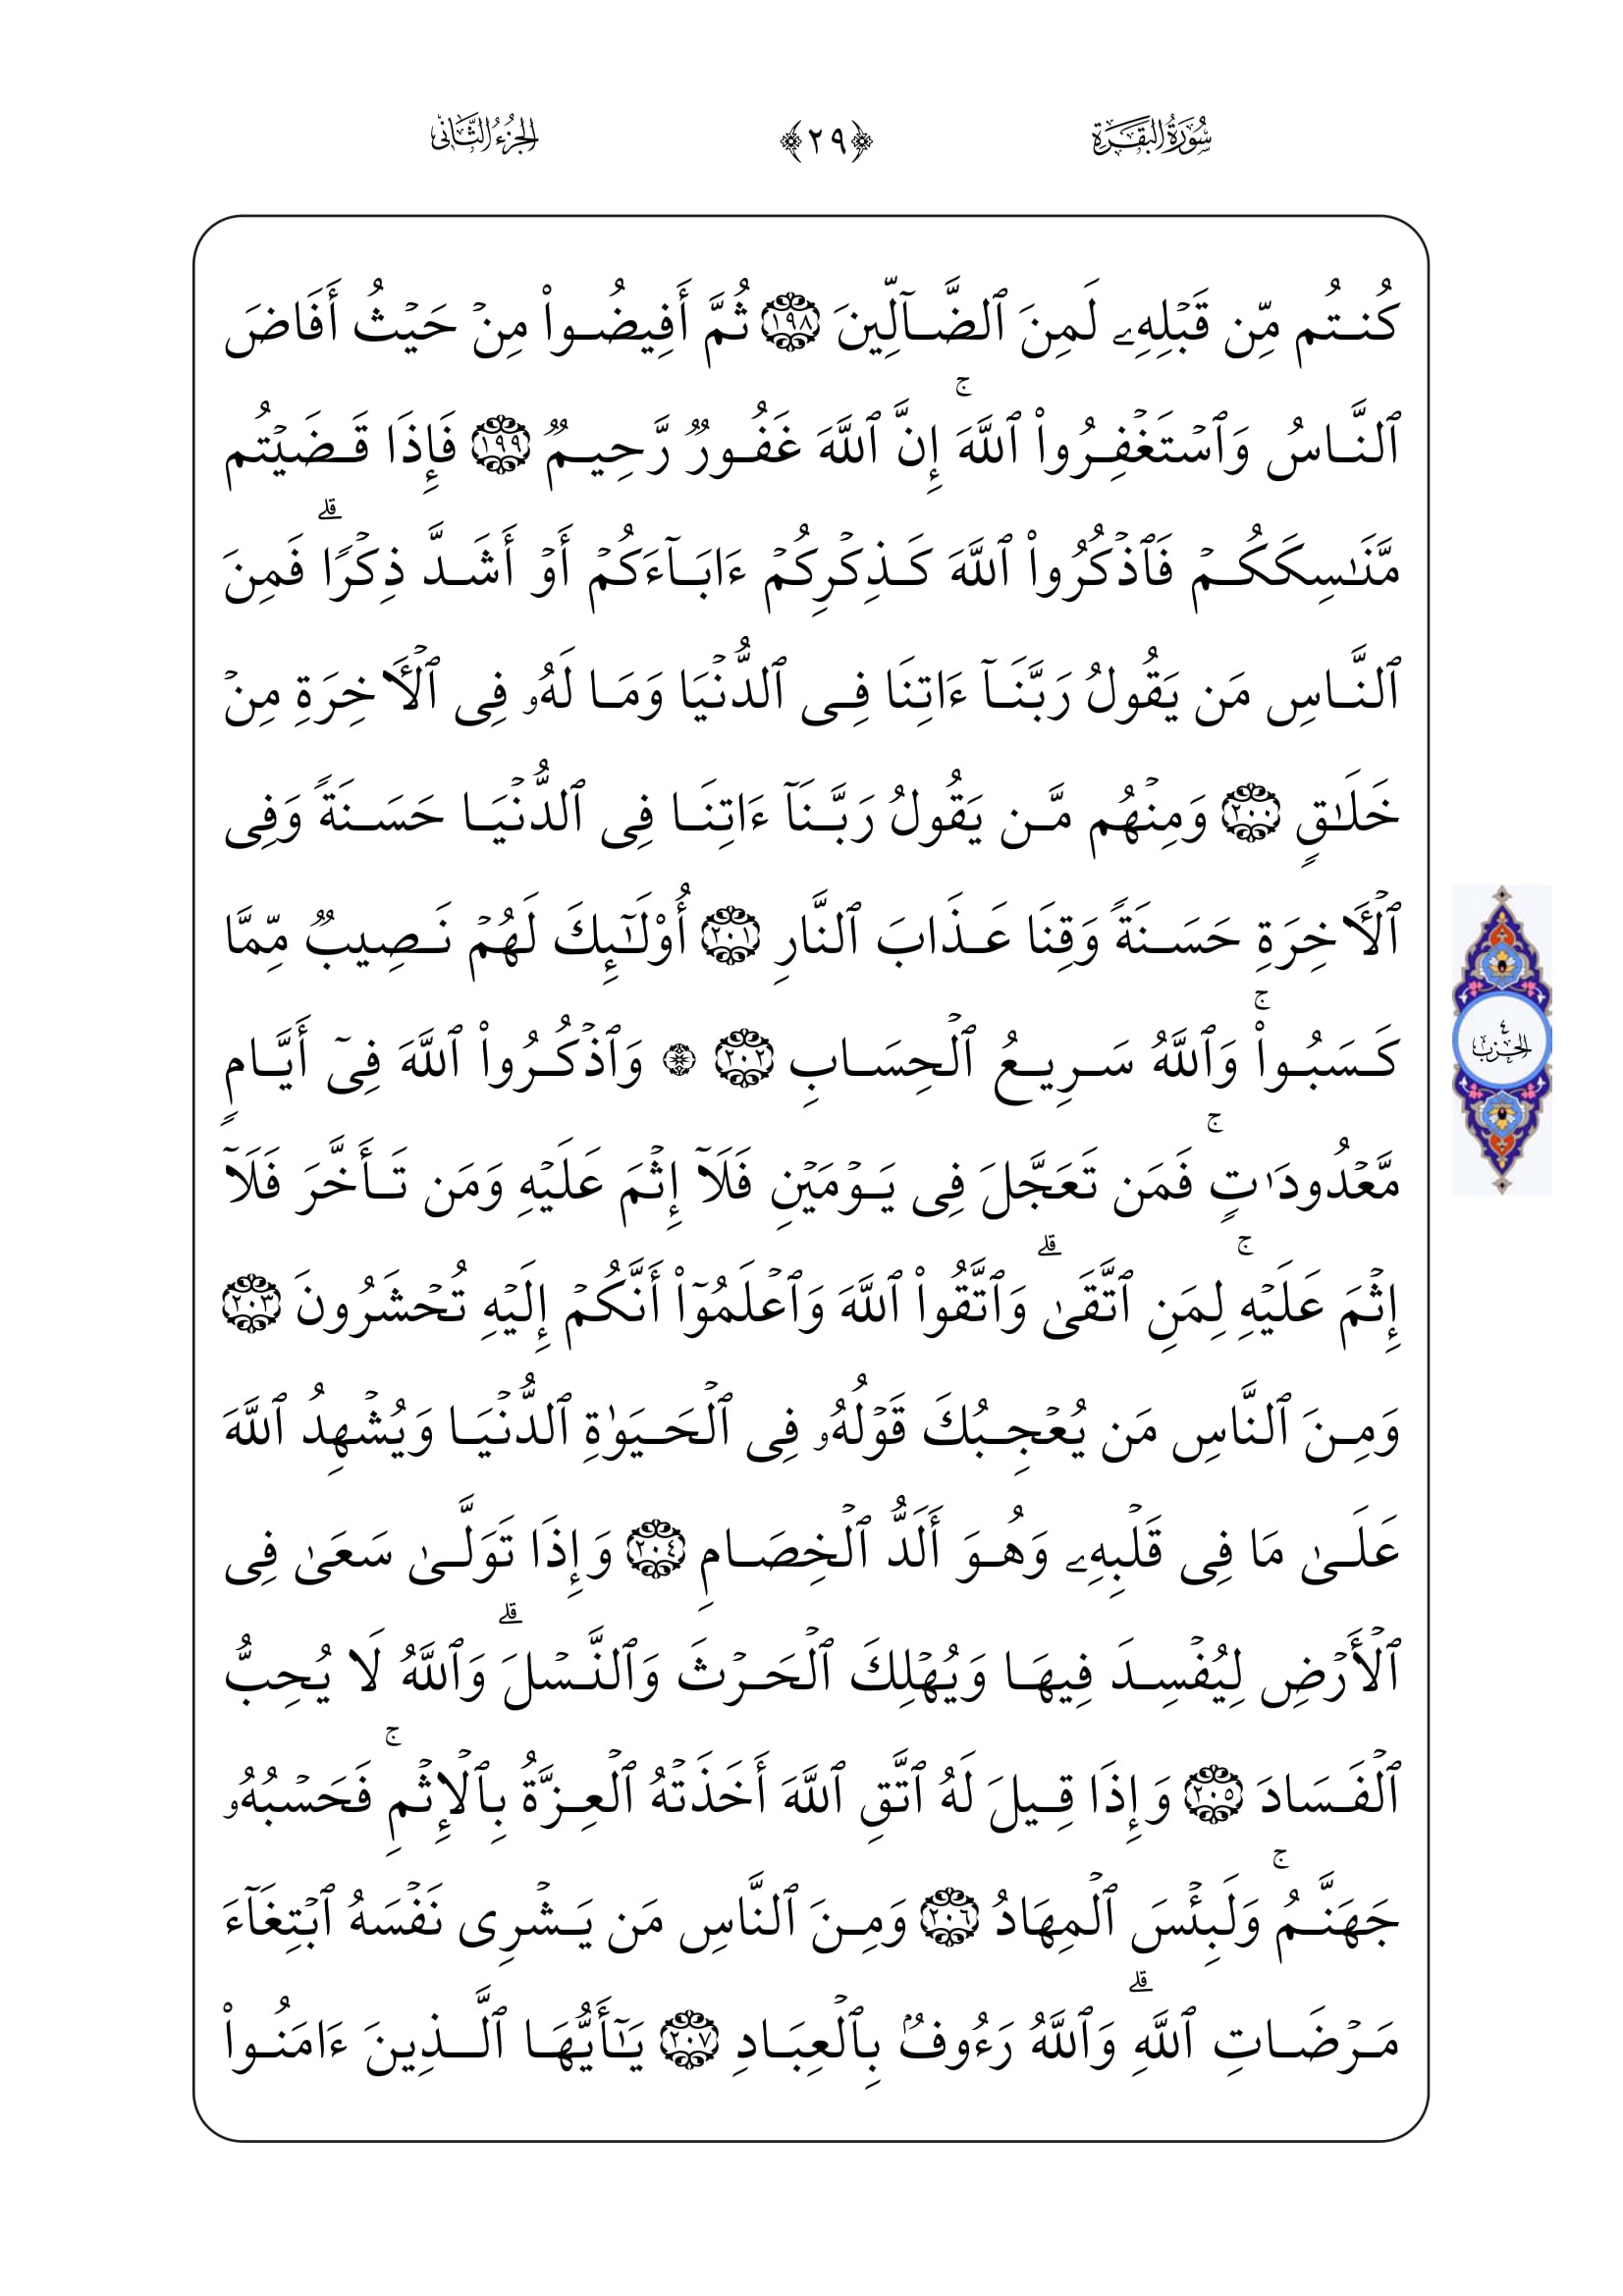 سُورَةُ الْبَقَرَةِ
﴿٢٩﴾
الجُزْءُ الثَّانِي
كُنتُم مِّن قَبۡلِهِۦ لَمِنَ ٱلضَّآلِّينَ ١٩٨ ثُمَّ أَفِيضُواْ مِنۡ حَيۡثُ أَفَاضَ
ٱلنَّاسُ وَٱسۡتَغۡفِرُواْ ٱللَّهَۚ إِنَّ ٱللَّهَ غَفُورٞ رَّحِيمٞ ١٩٩ فَإِذَا قَضَيۡتُم
مَّنَٰسِكَكُمۡ فَٱذۡكُرُواْ ٱللَّهَ كَذِكۡرِكُمۡ ءَابَآءَكُمۡ أَوۡ أَشَدَّ ذِكۡرٗاۗ فَمِنَ
ٱلنَّاسِ مَن يَقُولُ رَبَّنَآ ءَاتِنَا فِي ٱلدُّنۡيَا وَمَا لَهُۥ فِي ٱلۡأٓخِرَةِ مِنۡ
خَلَٰقٖ ٢٠٠ وَمِنۡهُم مَّن يَقُولُ رَبَّنَآ ءَاتِنَا فِي ٱلدُّنۡيَا حَسَنَةٗ وَفِي
ٱلۡأٓخِرَةِ حَسَنَةٗ وَقِنَا عَذَابَ ٱلنَّارِ ٢٠١ أُوْلَٰٓئِكَ لَهُمۡ نَصِيبٞ مِّمَّا
كَسَبُواْۚ وَٱللَّهُ سَرِيعُ ٱلۡحِسَابِ ٢٠٢ ۞ وَٱذۡكُرُواْ ٱللَّهَ فِيٓ أَيَّامٖ
مَّعۡدُودَٰتٖۚ فَمَن تَعَجَّلَ فِي يَوۡمَيۡنِ فَلَآ إِثۡمَ عَلَيۡهِ وَمَن تَأَخَّرَ فَلَآ
إِثۡمَ عَلَيۡهِۚ لِمَنِ ٱتَّقَىٰۗ وَٱتَّقُواْ ٱللَّهَ وَٱعۡلَمُوٓاْ أَنَّكُمۡ إِلَيۡهِ تُحۡشَرُونَ ٢٠٣
وَمِنَ ٱلنَّاسِ مَن يُعۡجِبُكَ قَوۡلُهُۥ فِي ٱلۡحَيَوٰةِ ٱلدُّنۡيَا وَيُشۡهِدُ ٱللَّهَ
عَلَىٰ مَا فِي قَلۡبِهِۦ وَهُوَ أَلَدُّ ٱلۡخِصَامِ ٢٠٤ وَإِذَا تَوَلَّىٰ سَعَىٰ فِي
ٱلۡأَرۡضِ لِيُفۡسِدَ فِيهَا وَيُهۡلِكَ ٱلۡحَرۡثَ وَٱلنَّسۡلَۗ وَٱللَّهُ لَا يُحِبُّ
ٱلۡفَسَادَ ٢٠٥ وَإِذَا قِيلَ لَهُ ٱتَّقِ ٱللَّهَ أَخَذَتۡهُ ٱلۡعِزَّةُ بِٱلۡإِثۡمِۚ فَحَسۡبُهُۥ
جَهَنَّمُۚ وَلَبِئۡسَ ٱلۡمِهَادُ ٢٠٦ وَمِنَ ٱلنَّاسِ مَن يَشۡرِي نَفۡسَهُ ٱبۡتِغَآءَ
مَرۡضَاتِ ٱللَّهِۗ وَٱللَّهُ رَءُوفُۢ بِٱلۡعِبَادِ ٢٠٧ يَٰٓأَيُّهَا ٱلَّذِينَ ءَامَنُواْ
٤
الحزب